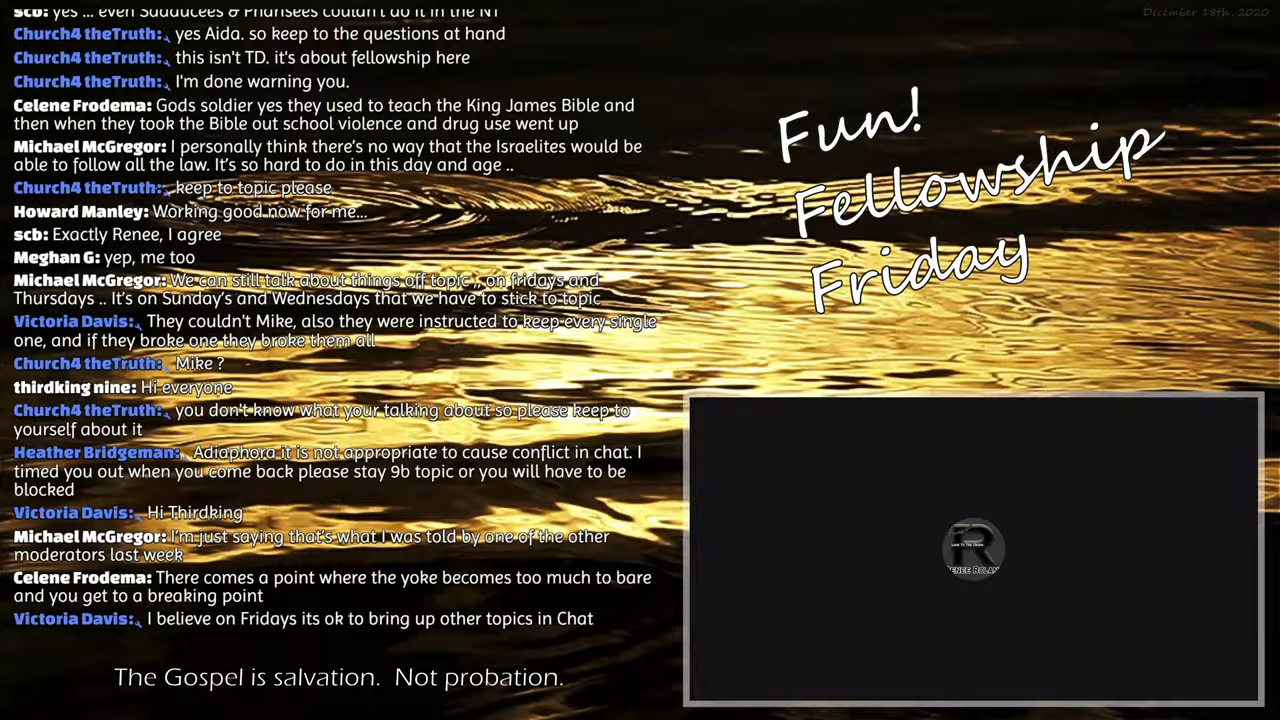 December 18th, 2020
scb: yes ... even Sadducees & Pharisees couldn't do it in the NT
Church4 theTruth: yes Aida. so keep to the questions at hand
Church4 theTruth: this isn't TD. it's about fellowship here
Church4 theTruth: I'm done warning you.
Celene Frodema: Gods soldier yes they used to teach the King James Bible and
then when they took the Bible out school violence and drug use went up
Michael McGregor: I personally think there's no way that the Israelites would be
able to follow all the law. It's so hard to do in this day and age ..
Church4 theTruth: keep to topic please
Howard Manley: Working good now for me...
scb: Exactly Renee, I agree
Meghan G: yep, me too
Michael McGregor: We can still talk about things off topic ,, on fridays and
Thursdays .. It's on Sunday's and Wednesdays that we have to stick to topic
Victoria Davis: They couldn't Mike, also they were instructed to keep every single
one, and if they broke one they broke them all
Church4 theTruth: Mike ?
thirdking nine: Hi everyone
Church4 theTruth: you don't know what your talking about so please keep to
yourself about it
Heather Bridgeman: Adiaphora it is not appropriate to cause conflict in chat. I
timed you out when you come back please stay 9b topic or you will have to be
blocked
Victoria Davis: Hi Thirdking
Michael McGregor: I'm just saying that's what I was told by one of the other
moderators last week
Celene Frodema: There comes a point where the yoke becomes too much to bare
and you get to a breaking point
Victoria Davis: I believe on Fridays its ok to bring up other topics in Chat
The Gospel is salvation. Not probation.
Fun!
Fellowship
Friday
R